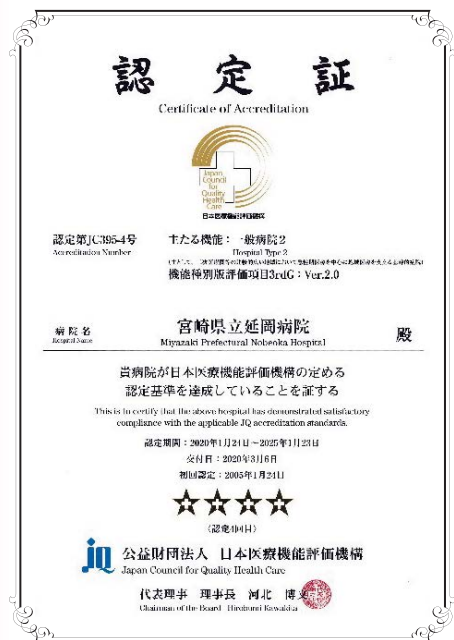 認定証
Certificate of Accreditation
Japan
Council
for
Quality
Health
Care
日本医療機能評価機構
認定第JC395-4号
Accreditation Number
主たる機能：一般病院2
Hospital Type 2
機能種別版評価項目3rdG：Ver.2.0
病院名
Hospital Name
宮崎県立延岡病院
Miyazaki Prefectural Nobeoka Hospital
殿
貴病院が日本医療機能評価機構の定める
認定基準を達成していることを証する
This is to certify that the above hospital has demonstrated satisfactory
compliance with the applicable JQ accreditation standards.
認定期間：2020年1月24日～2025年1月23日
交付日：2020年3月6日
初回認定：2005年1月24日
(認定4回目)
jQ 公益財団法人 日本医療機能評価機構
Japan Council for Quality Health Care
代表理事 理事長 河北 博文
Chairman of the Board Hirobumi Kawakita